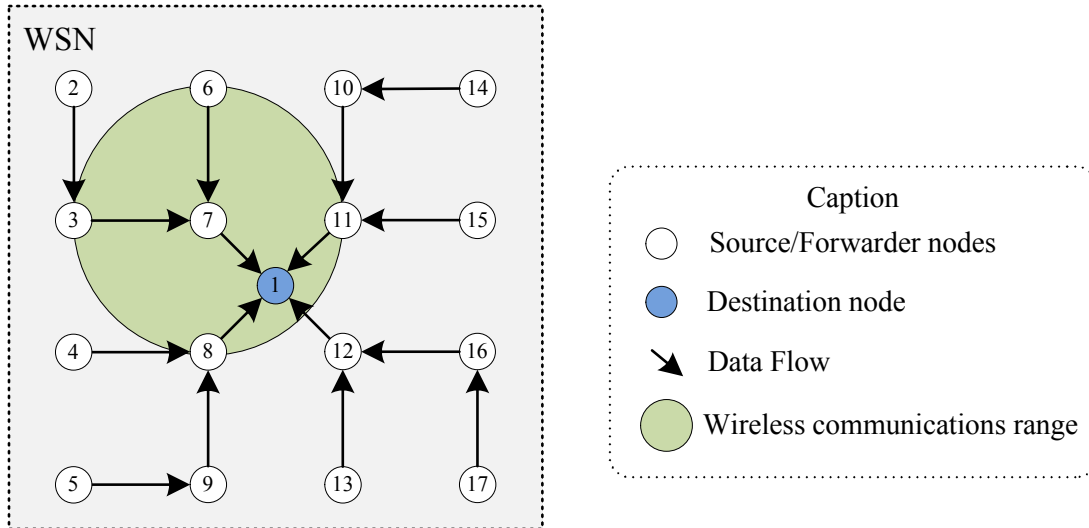 WSN
2 6 10 14
3 7 11 15
1
4 8 12 16
5 9 13 17
Caption
Source/Forwarder nodes
Destination node
Data Flow
Wireless communications range